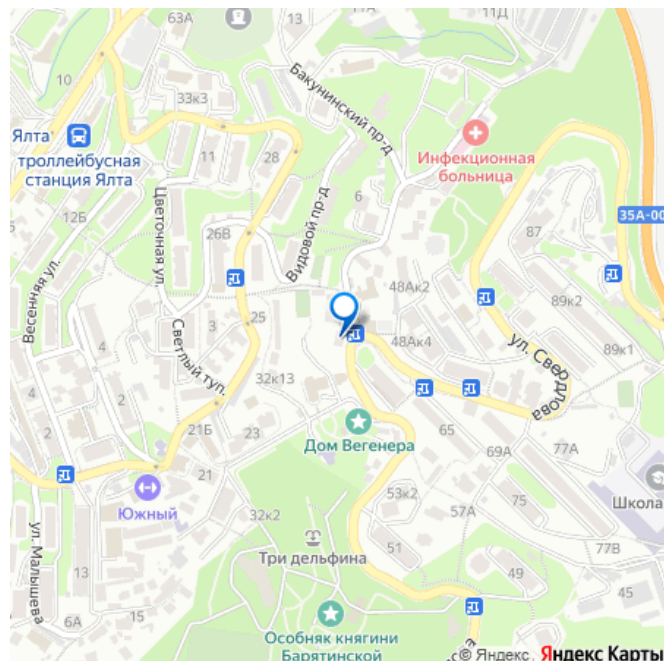 63А
13
11Д
10
33к3
Бакунинский пр-д
Ялта
троллейбусная
станция Ялта
11
28
Инфекционная
больница
12Б
Цветочная ул.
26В
Видовой пр-д
6
87
35А-00
Весенняя ул.
48Ак2
89к2
3
25
Светлый туп.
48Ак4
ул. Свердлова
89к1
4
2
32к13
2
21Б
23
Дом Вегенера
65
69А
77А
21
Южный
32к2
53к2
57А
75
Школа
ул. Малышева
Три дельфина
51
77В
13
49
45
15
6А
Особняк княгини
Барятинской
© Яндекс
Яндекс Карты